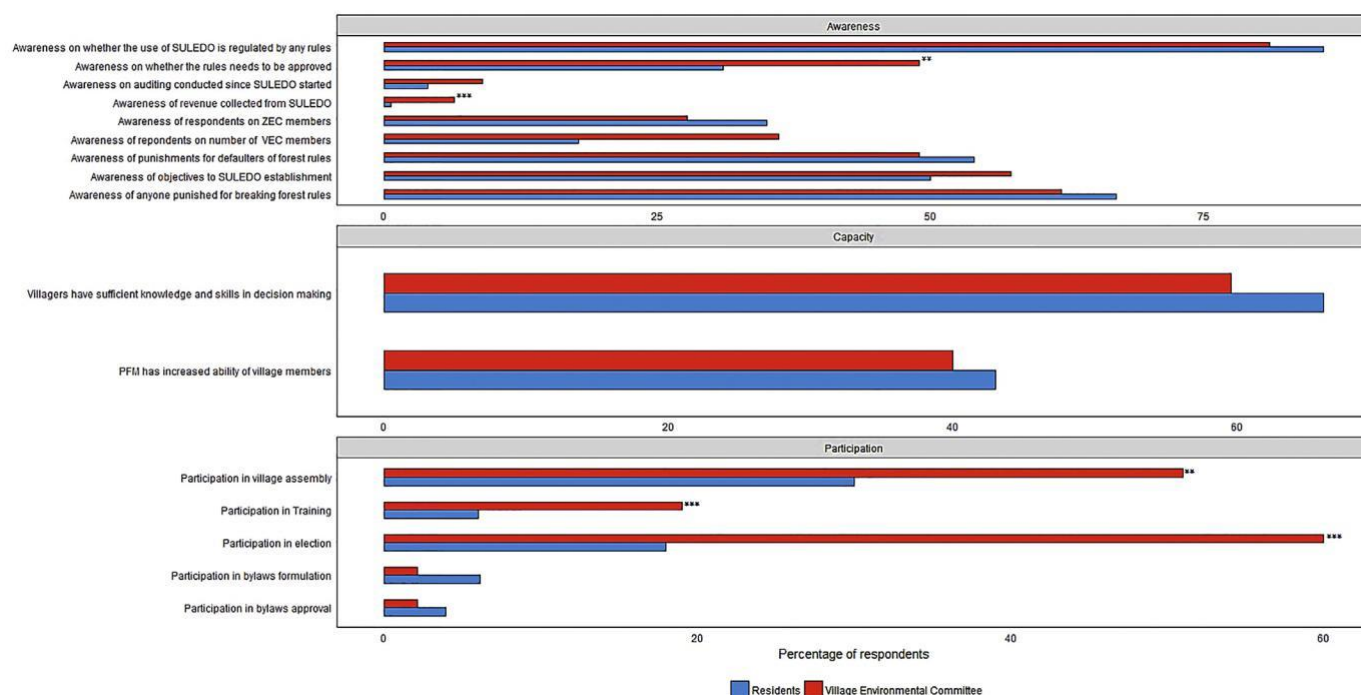 Awareness
Awareness on whether the use of SULEDO is regulated by any rules
Awareness on whether the rules needs to be approved
**
Awareness on auditing conducted since SULEDO started
Awareness of revenue collected from SULEDO
***
Awareness of respondents on ZEC members
Awareness of repondents on number of VEC members
Awareness of punishments for defaulters of forest rules
Awareness of objectives to SULEDO establishment
Awareness of anyone punished for breaking forest rules
0 25 50 75
Capacity
Villagers have sufficient knowledge and skills in decision making
PFM has increased ability of village members
0 20 40 60
Participation
Participation in village assembly
**
Participation in Training
***
Participation in election
***
Participation in bylaws formulation
Participation in bylaws approval
0 20 40 60
Percentage of respondents
Residents Village Environmental Committee